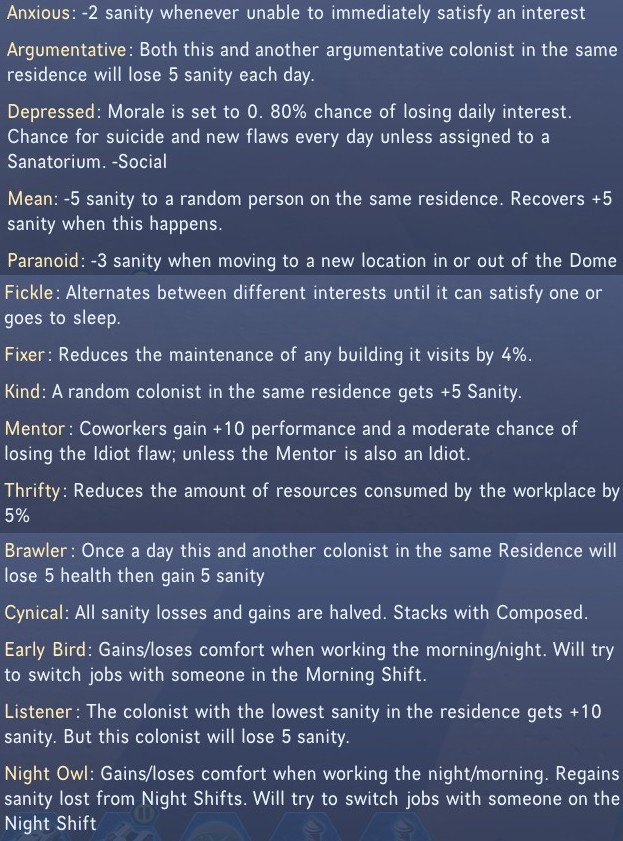 Anxious: -2 sanity whenever unable to immediately satisfy an interest
Argumentative: Both this and another argumentative colonist in the same
residence will lose 5 sanity each day.
Depressed: Morale is set to 0. 80% chance of losing daily interest.
Chance for suicide and new flaws every day unless assigned to a
Sanatorium. -Social
Mean: -5 sanity to a random person on the same residence. Recovers +5
sanity when this happens.
Paranoid: -3 sanity when moving to a new location in or out of the Dome
Fickle: Alternates between different interests until it can satisfy one or
goes to sleep.
Fixer: Reduces the maintenance of any building it visits by 4%.
Kind: A random colonist in the same residence gets +5 Sanity.
Mentor: Coworkers gain +10 performance and a moderate chance of
losing the Idiot flaw; unless the Mentor is also an Idiot.
Thrifty: Reduces the amount of resources consumed by the workplace by
5%
Brawler: Once a day this and another colonist in the same Residence will
lose 5 health then gain 5 sanity
Cynical: All sanity losses and gains are halved. Stacks with Composed.
Early Bird: Gains/loses comfort when working the morning/night. Will try
to switch jobs with someone in the Morning Shift.
Listener: The colonist with the lowest sanity in the residence gets +10
sanity. But this colonist will lose 5 sanity.
Night Owl: Gains/loses comfort when working the night/morning. Regains
sanity lost from Night Shifts. Will try to switch jobs with someone on the
Night Shift